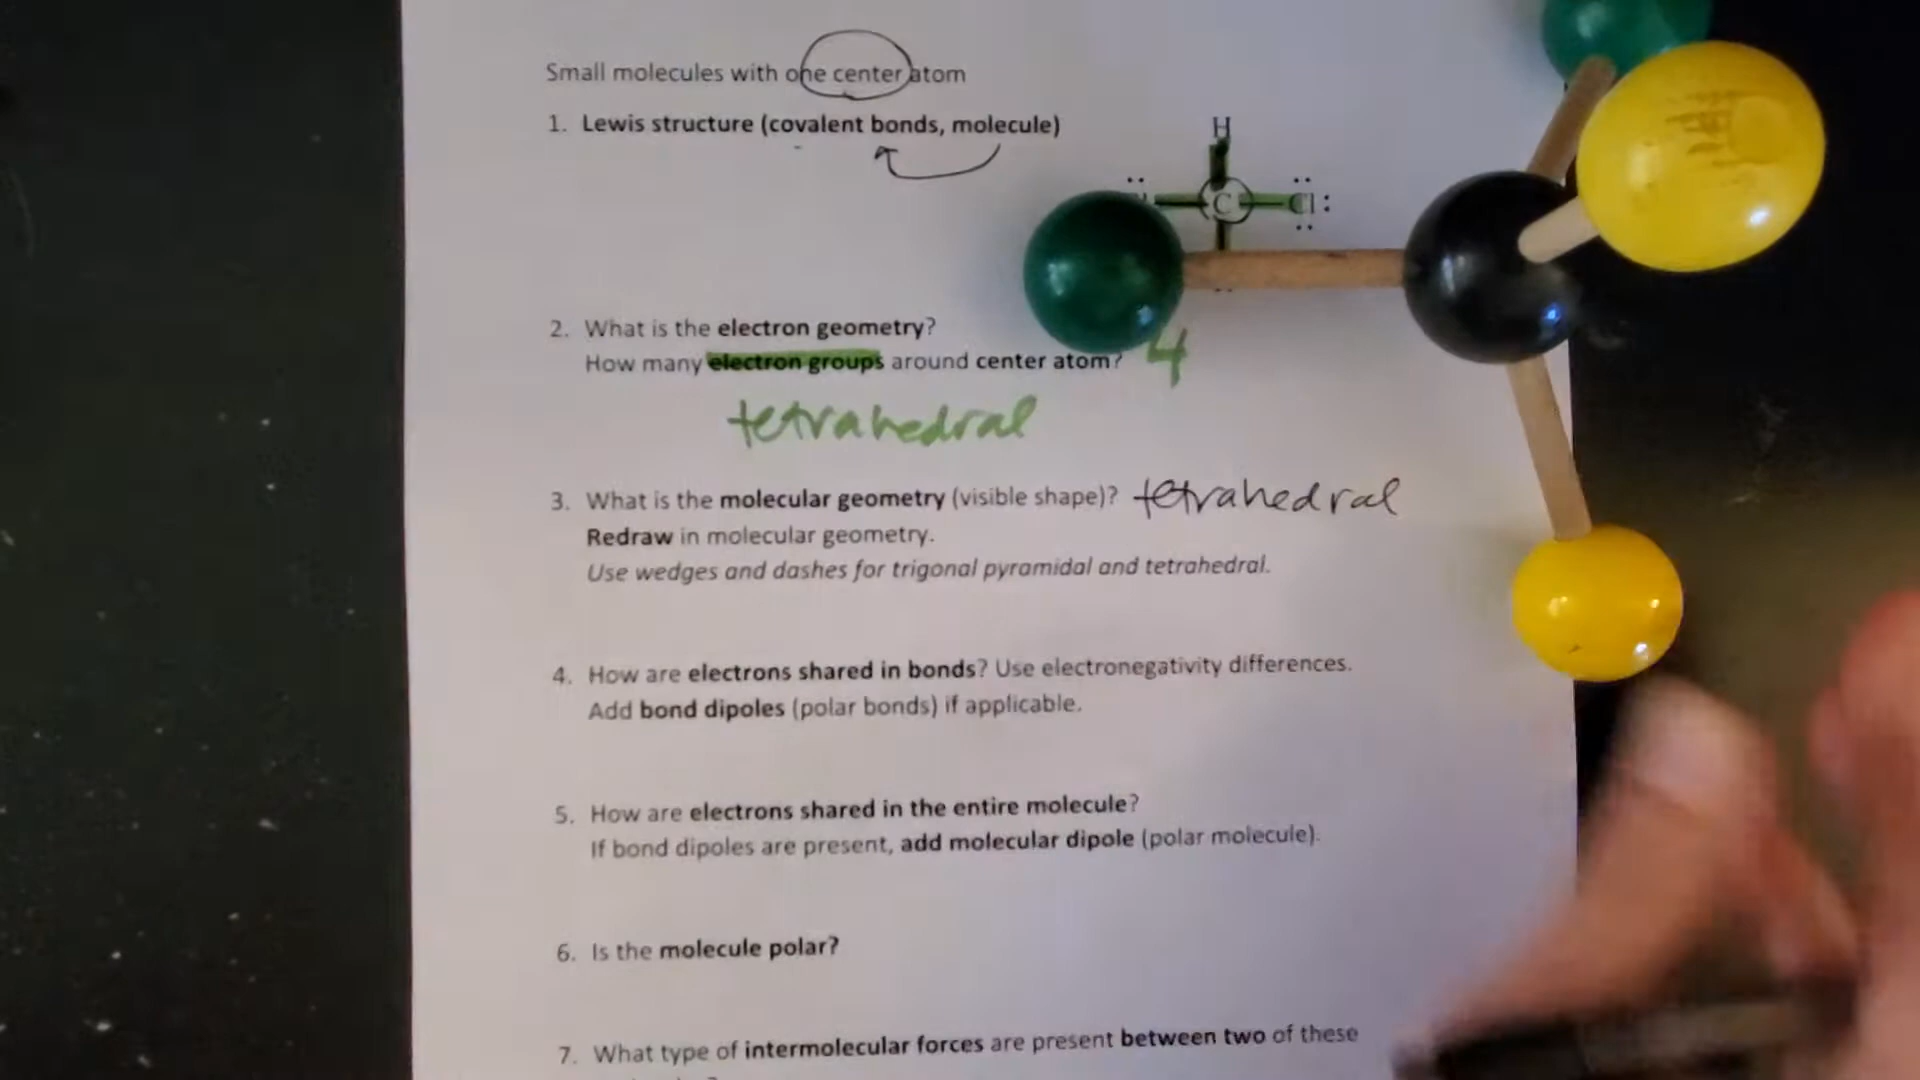 Small molecules with one center atom
1. Lewis structure (covalent bonds, molecule)
H
C Cl
2. What is the electron geometry?
How many electron groups around center atom? 4
tetrahedral
3. What is the molecular geometry (visible shape)? tetrahedral
Redraw in molecular geometry.
Use wedges and dashes for trigonal pyramidal and tetrahedral.
4. How are electrons shared in bonds? Use electronegativity differences.
Add bond dipoles (polar bonds) if applicable.
5. How are electrons shared in the entire molecule?
If bond dipoles are present, add molecular dipole (polar molecule).
6. Is the molecule polar?
7. What type of intermolecular forces are present between two of these